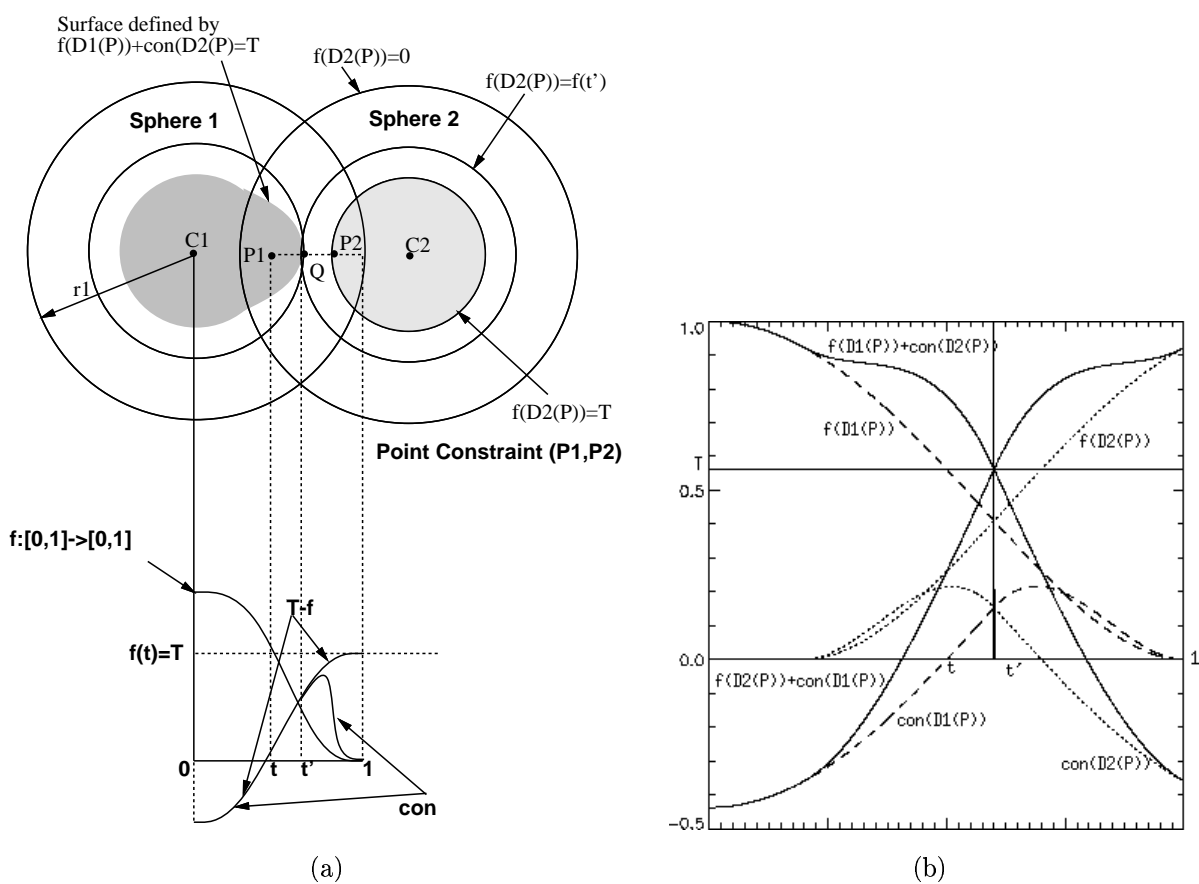 Surface defined by
f(D1(P))+con(D2(P)=T
f(D2(P))=0
f(D2(P))=f(t’)
Sphere 1
Sphere 2
C1
P1
P2
C2
Q
r1
f(D2(P))=T
Point Constraint (P1,P2)
f:[0,1]->[0,1]
T-f
f(t)=T
0
t
t’
1
con
(a)
1.0
f(D1(P))+con(D2(P))
f(D1(P))
f(D2(P))
T
0.5
0.0
t
t′
1
f(D2(P))+con(D1(P))
con(D1(P))
con(D2(P))
-0.5
(b)